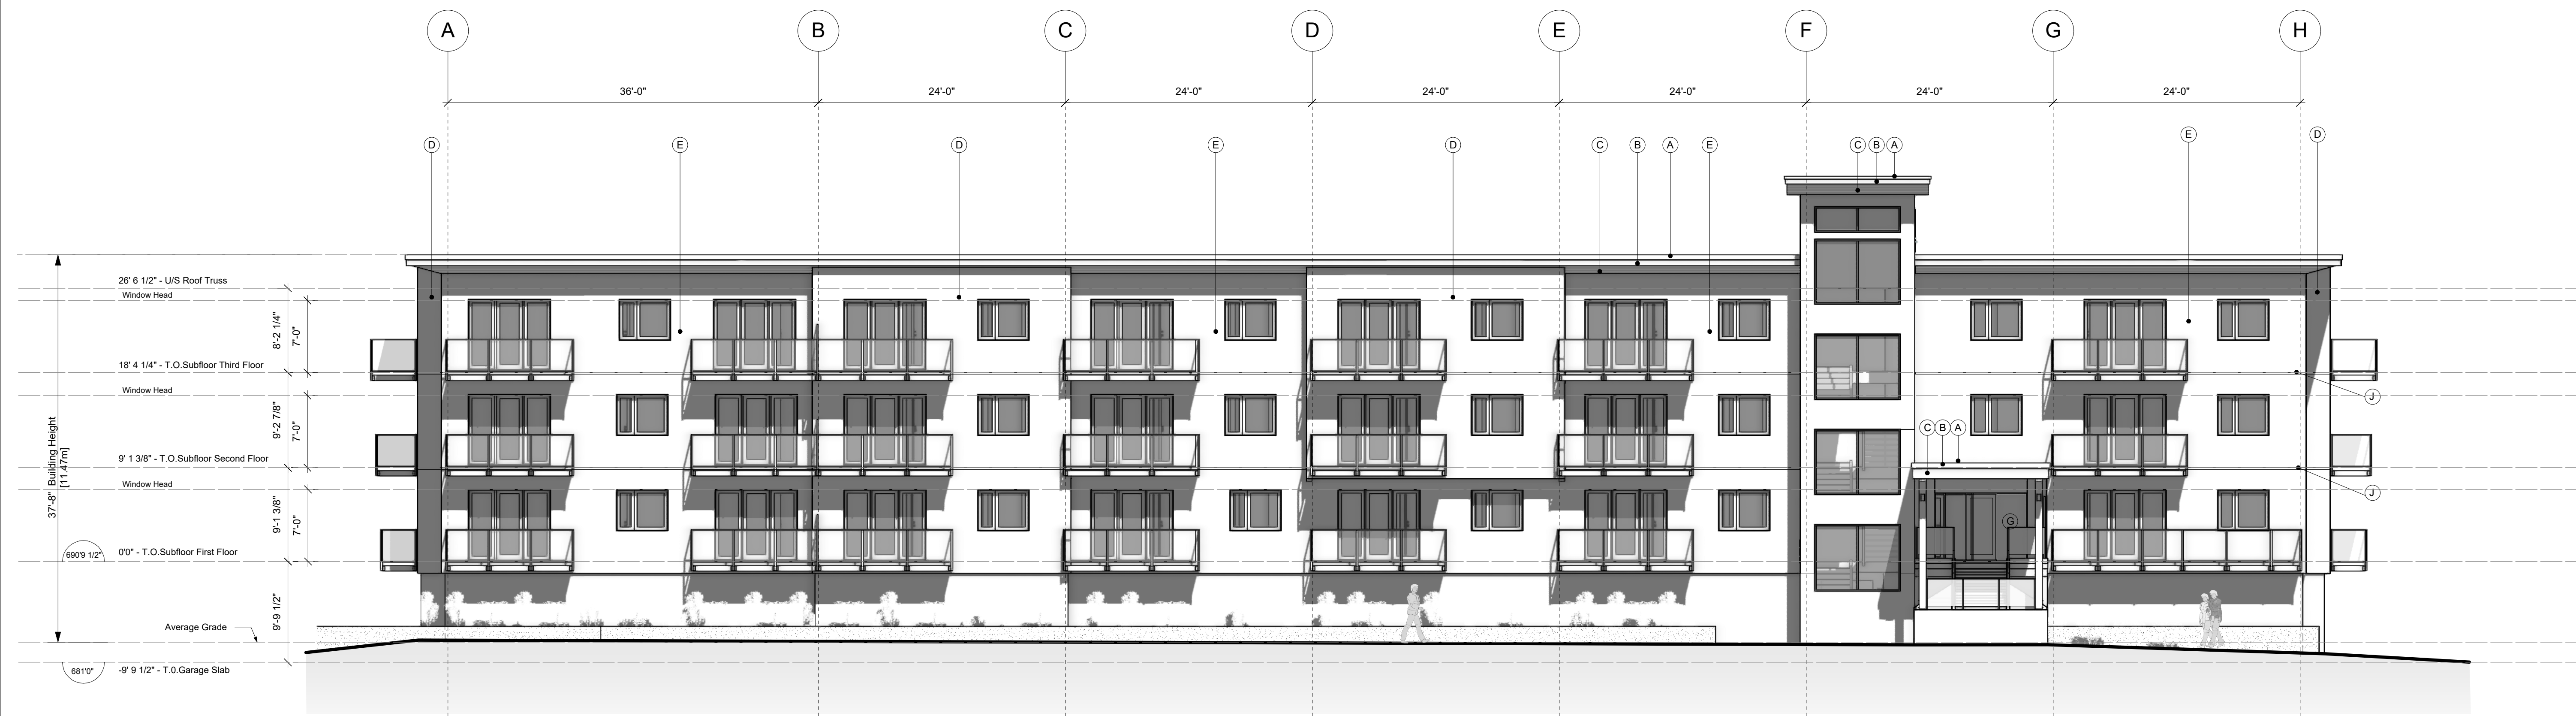 A B C D E F G H
36'-0" 24'-0" 24'-0" 24'-0" 24'-0" 24'-0" 24'-0"
E D
D E D E D C B A E C B A
26' 6 1/2" - U/S Roof Truss
Window Head
8'-2 1/4"
7'-0"
18' 4 1/4" - T.O.Subfloor Third Floor
Window Head
J
9'-2 7/8"
7'-0"
37'-8" Building Height
[11.47m]
C B A
9' 1 3/8" - T.O.Subfloor Second Floor
Window Head
J
9'-1 3/8"
7'-0"
G
690'9 1/2"
0'0" - T.O.Subfloor First Floor
9'-9 1/2"
Average Grade
681'0"
-9' 9 1/2" - T.0.Garage Slab